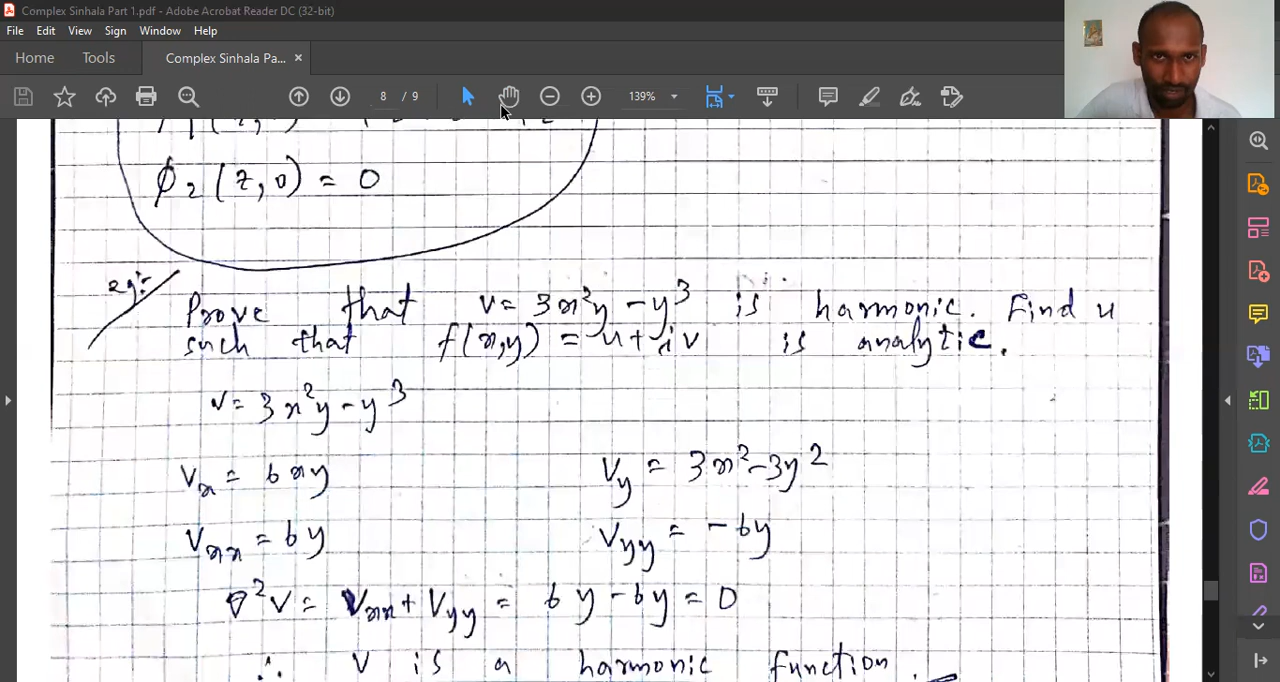 Complex Sinhala Part 1.pdf - Adobe Acrobat Reader DC (32-bit)
File Edit View Sign Window Help
Home Tools Complex Sinhala Pa... ×
8 / 9 139%
ϕ₂(z,0) = 0
eg:-
Prove that v = 3x²y - y³ is harmonic. Find u
such that f(x,y) = u + iv is analytic.
v = 3x²y - y³
Vx = 6xy Vy = 3x² - 3y²
Vxx = 6y Vyy = -6y
∇²V = Vxx + Vyy = 6y - 6y = 0
∴ V is a harmonic function.